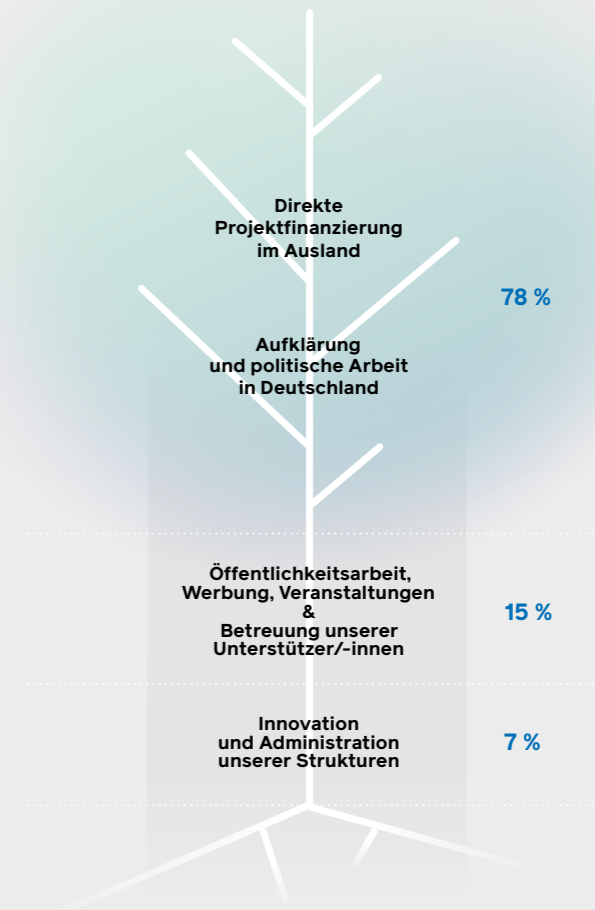 Direkte
Projektfinanzierung
im Ausland
78 %
Aufklärung
und politische Arbeit
in Deutschland
Öffentlichkeitsarbeit,
Werbung, Veranstaltungen
&
Betreuung unserer
Unterstützer/-innen
15 %
Innovation
und Administration
unserer Strukturen
7 %